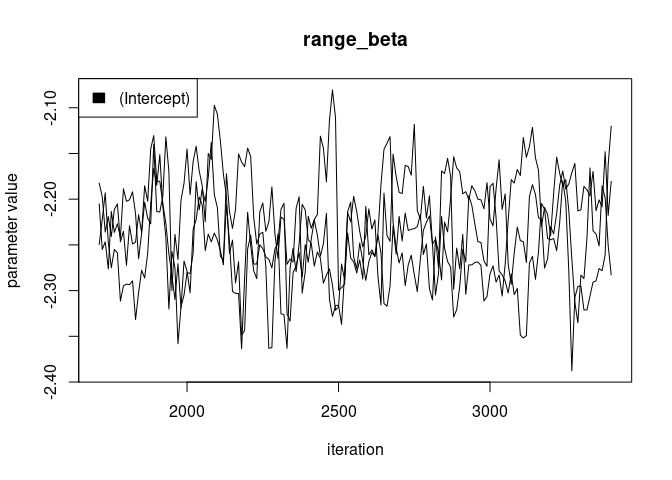 range_beta
(Intercept)
parameter value
-2.10
-2.20
-2.30
-2.40
2000
2500
3000
iteration